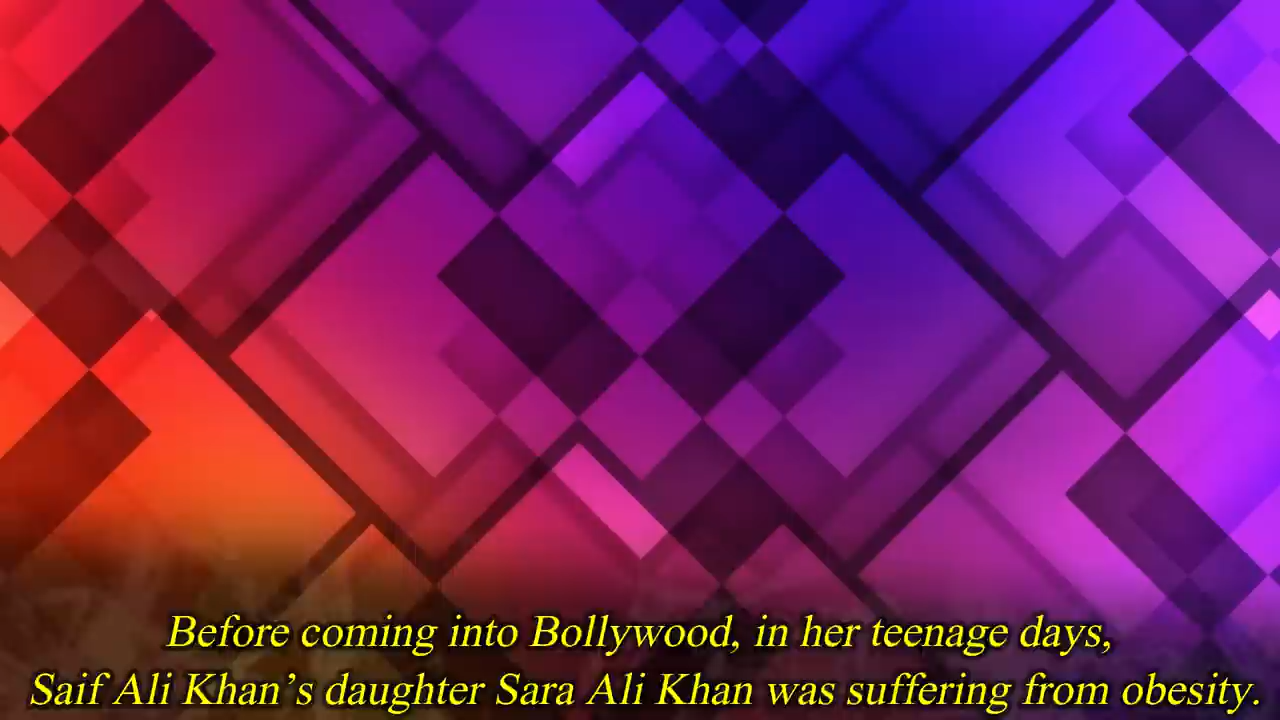 Before coming into Bollywood, in her teenage days,
Saif Ali Khan’s daughter Sara Ali Khan was suffering from obesity.